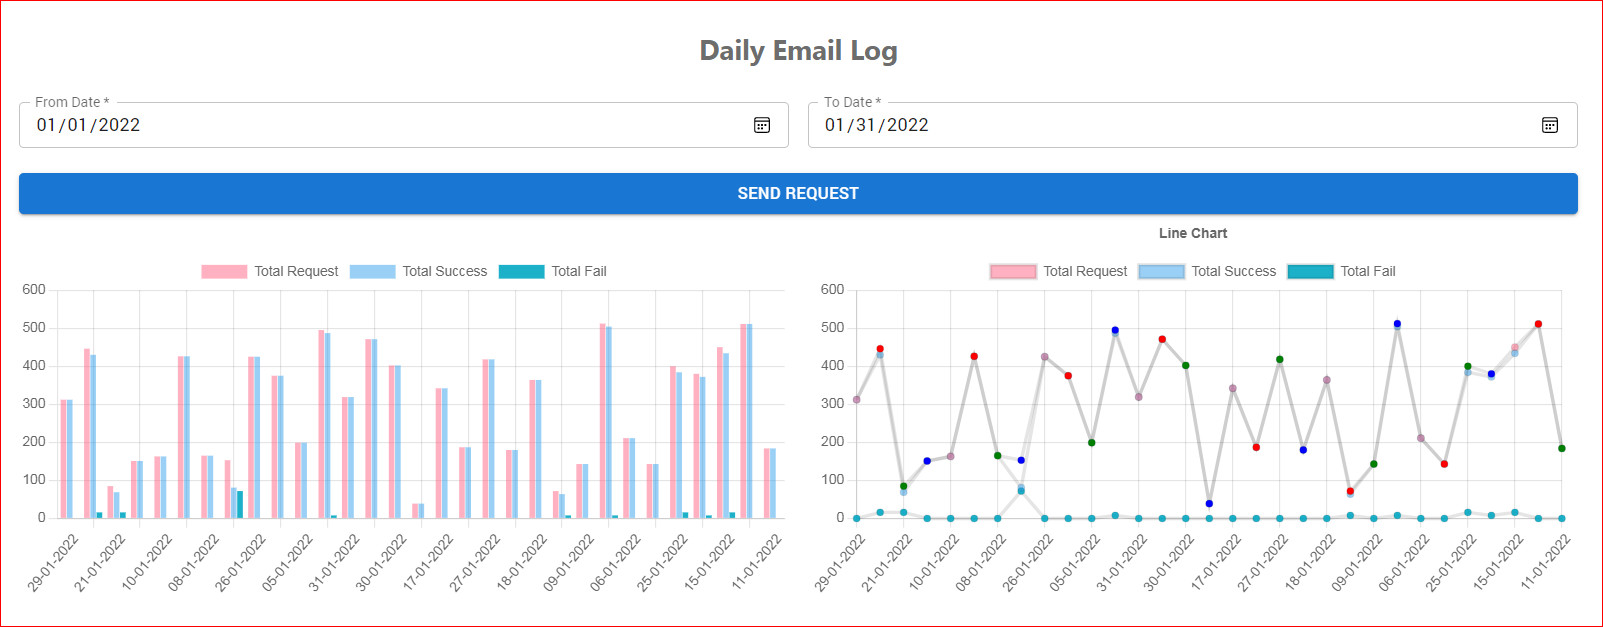 Daily Email Log
From Date *
To Date *
01/01/2022
01/31/2022
SEND REQUEST
Line Chart
Total Request Total Success Total Fail
Total Request Total Success Total Fail
600
500
400
300
200
100
0
29-01-2022 21-01-2022 10-01-2022 08-01-2022 26-01-2022 05-01-2022 31-01-2022 30-01-2022 17-01-2022 27-01-2022 18-01-2022 09-01-2022 06-01-2022 25-01-2022 15-01-2022 11-01-2022
600
500
400
300
200
100
0
29-01-2022 21-01-2022 10-01-2022 08-01-2022 26-01-2022 05-01-2022 31-01-2022 30-01-2022 17-01-2022 27-01-2022 18-01-2022 09-01-2022 06-01-2022 25-01-2022 15-01-2022 11-01-2022